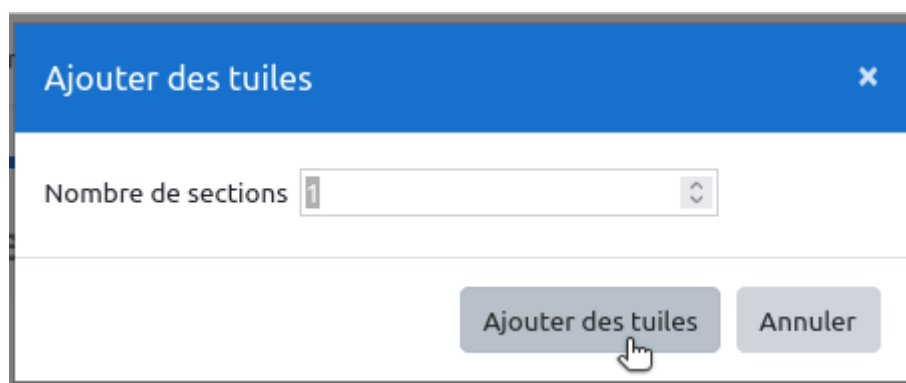 Ajouter des tuiles ×
Nombre de sections 1
Ajouter des tuiles Annuler